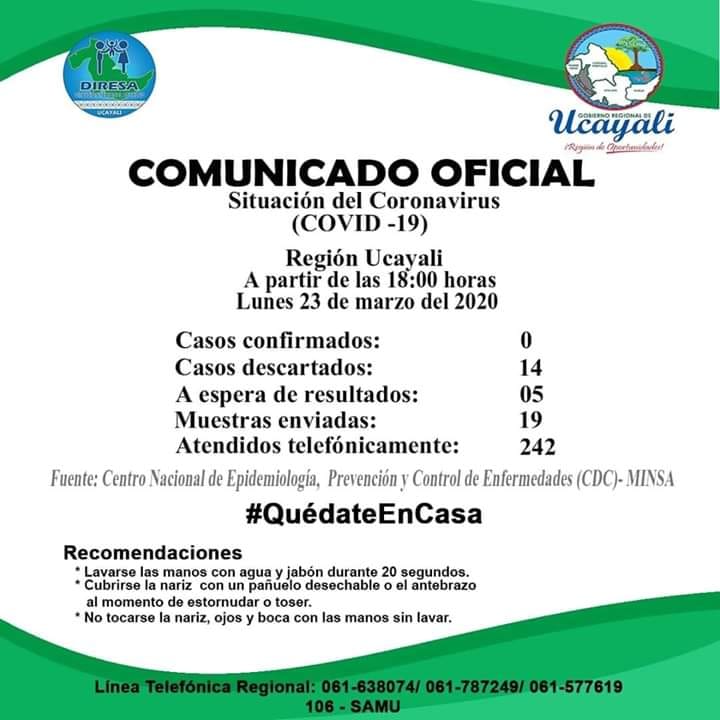 DIRESA
UCAYALI
GOBIERNO REGIONAL DE
Ucayali
¡Región de Oportunidades!
COMUNICADO OFICIAL
Situación del Coronavirus
(COVID -19)
Región Ucayali
A partir de las 18:00 horas
Lunes 23 de marzo del 2020
Casos confirmados: 0
Casos descartados: 14
A espera de resultados: 05
Muestras enviadas: 19
Atendidos telefónicamente: 242
Fuente: Centro Nacional de Epidemiología, Prevención y Control de Enfermedades (CDC)- MINSA
#QuédateEnCasa
Recomendaciones
* Lavarse las manos con agua y jabón durante 20 segundos.
* Cubrirse la nariz con un pañuelo desechable o el antebrazo
al momento de estornudar o toser.
* No tocarse la nariz, ojos y boca con las manos sin lavar.
Línea Telefónica Regional: 061-638074/ 061-787249/ 061-577619
106 - SAMU